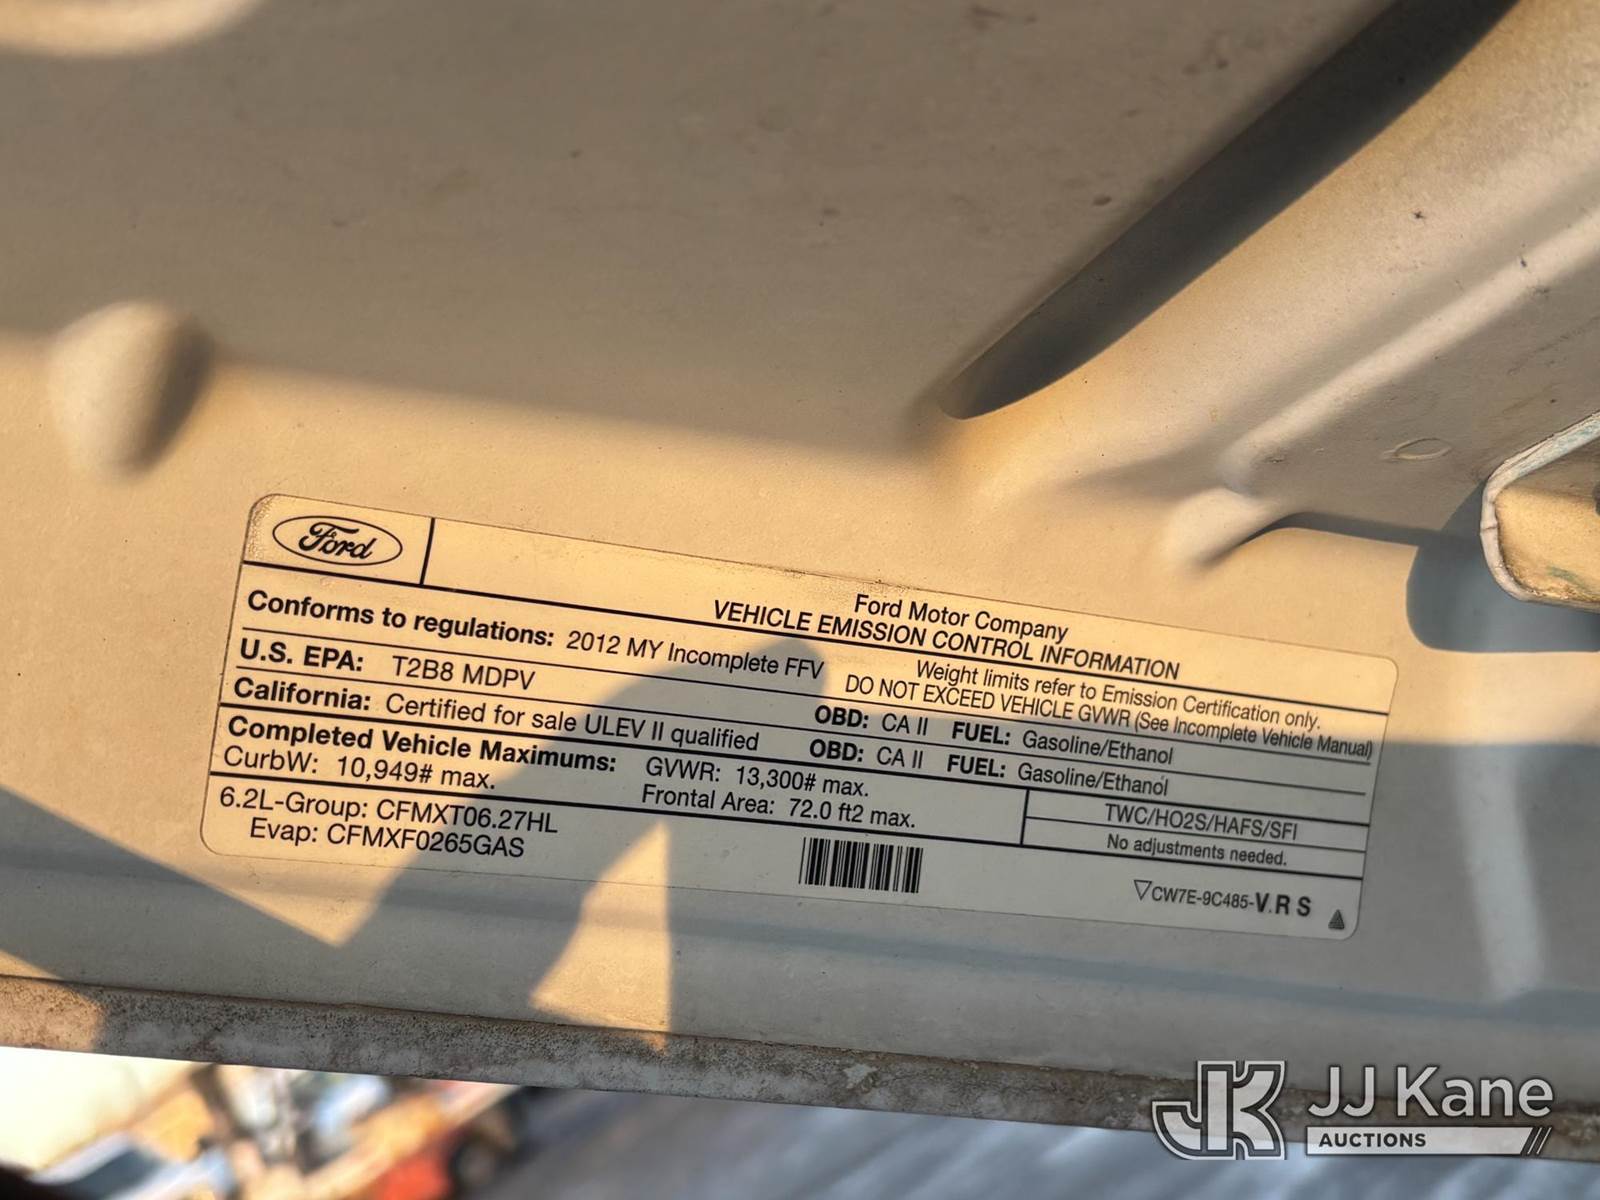 Ford
Ford Motor Company
VEHICLE EMISSION CONTROL INFORMATION
Conforms to regulations: 2012 MY Incomplete FFV
Weight limits refer to Emission Certification only.
DO NOT EXCEED VEHICLE GVWR (See Incomplete Vehicle Manual)
U.S. EPA: T2B8 MDPV OBD: CA II FUEL: Gasoline/Ethanol
California: Certified for sale ULEV II qualified OBD: CA II FUEL: Gasoline/Ethanol
Completed Vehicle Maximums: GVWR: 13,300# max.
CurbW: 10,949# max. Frontal Area: 72.0 ft2 max.
TWC/HO2S/HAFS/SFI
No adjustments needed.
6.2L-Group: CFMXT06.27HL
Evap: CFMXF0265GAS
CW7E-9C485-V.R S
JK JJ Kane
AUCTIONS